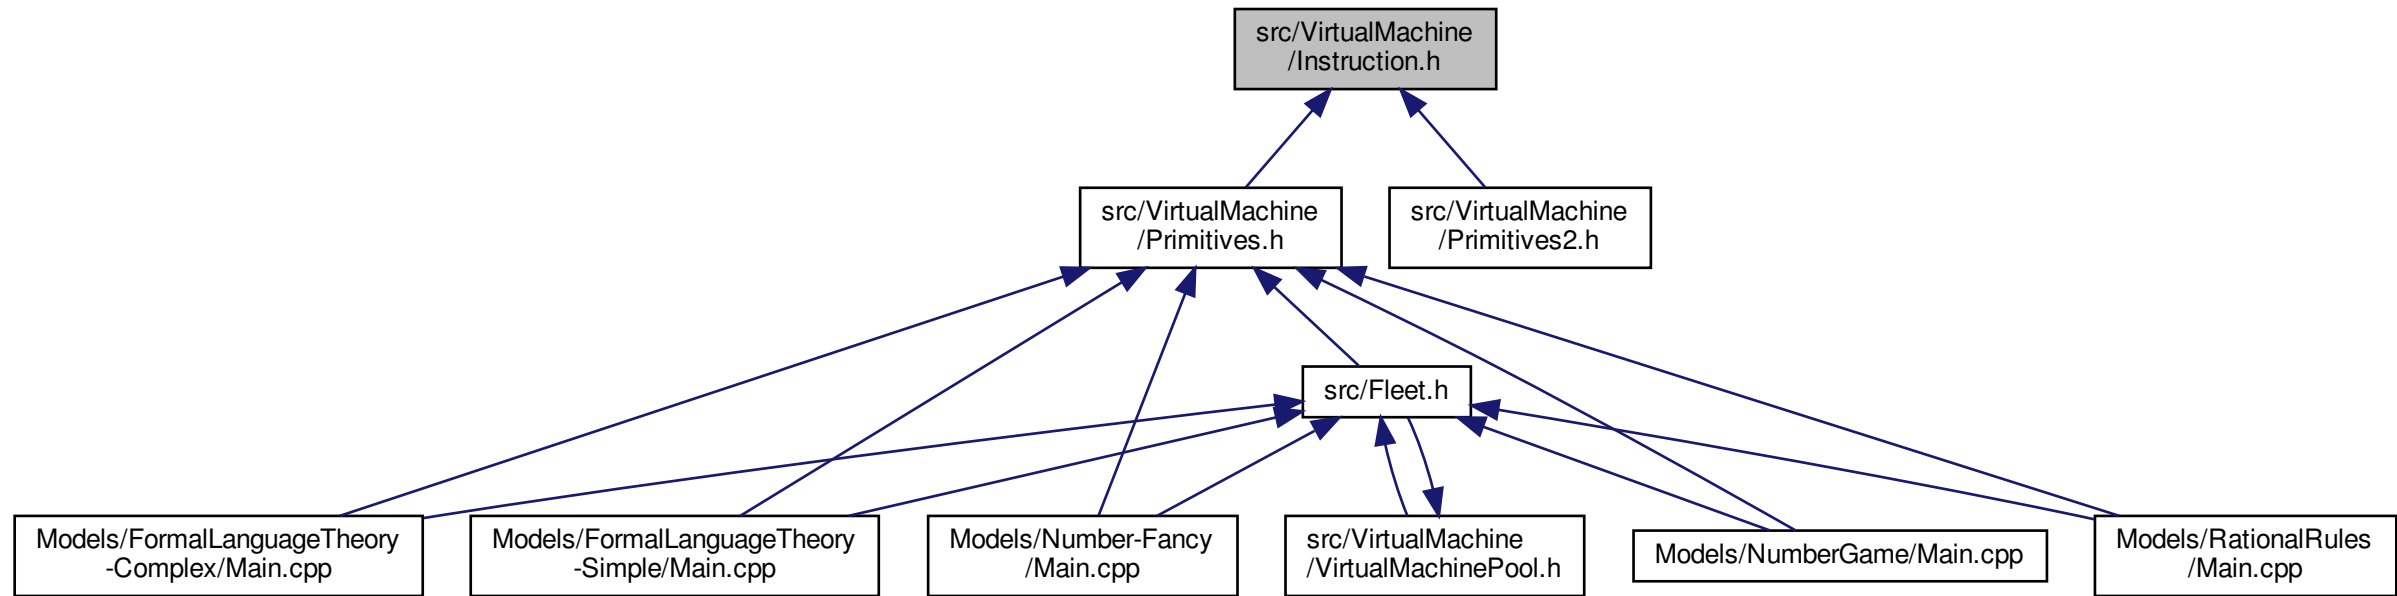 src/VirtualMachine
/Instruction.h
src/VirtualMachine
/Primitives.h
src/VirtualMachine
/Primitives2.h
src/Fleet.h
Models/FormalLanguageTheory
-Complex/Main.cpp
Models/FormalLanguageTheory
-Simple/Main.cpp
Models/Number-Fancy
/Main.cpp
src/VirtualMachine
/VirtualMachinePool.h
Models/NumberGame/Main.cpp
Models/RationalRules
/Main.cpp